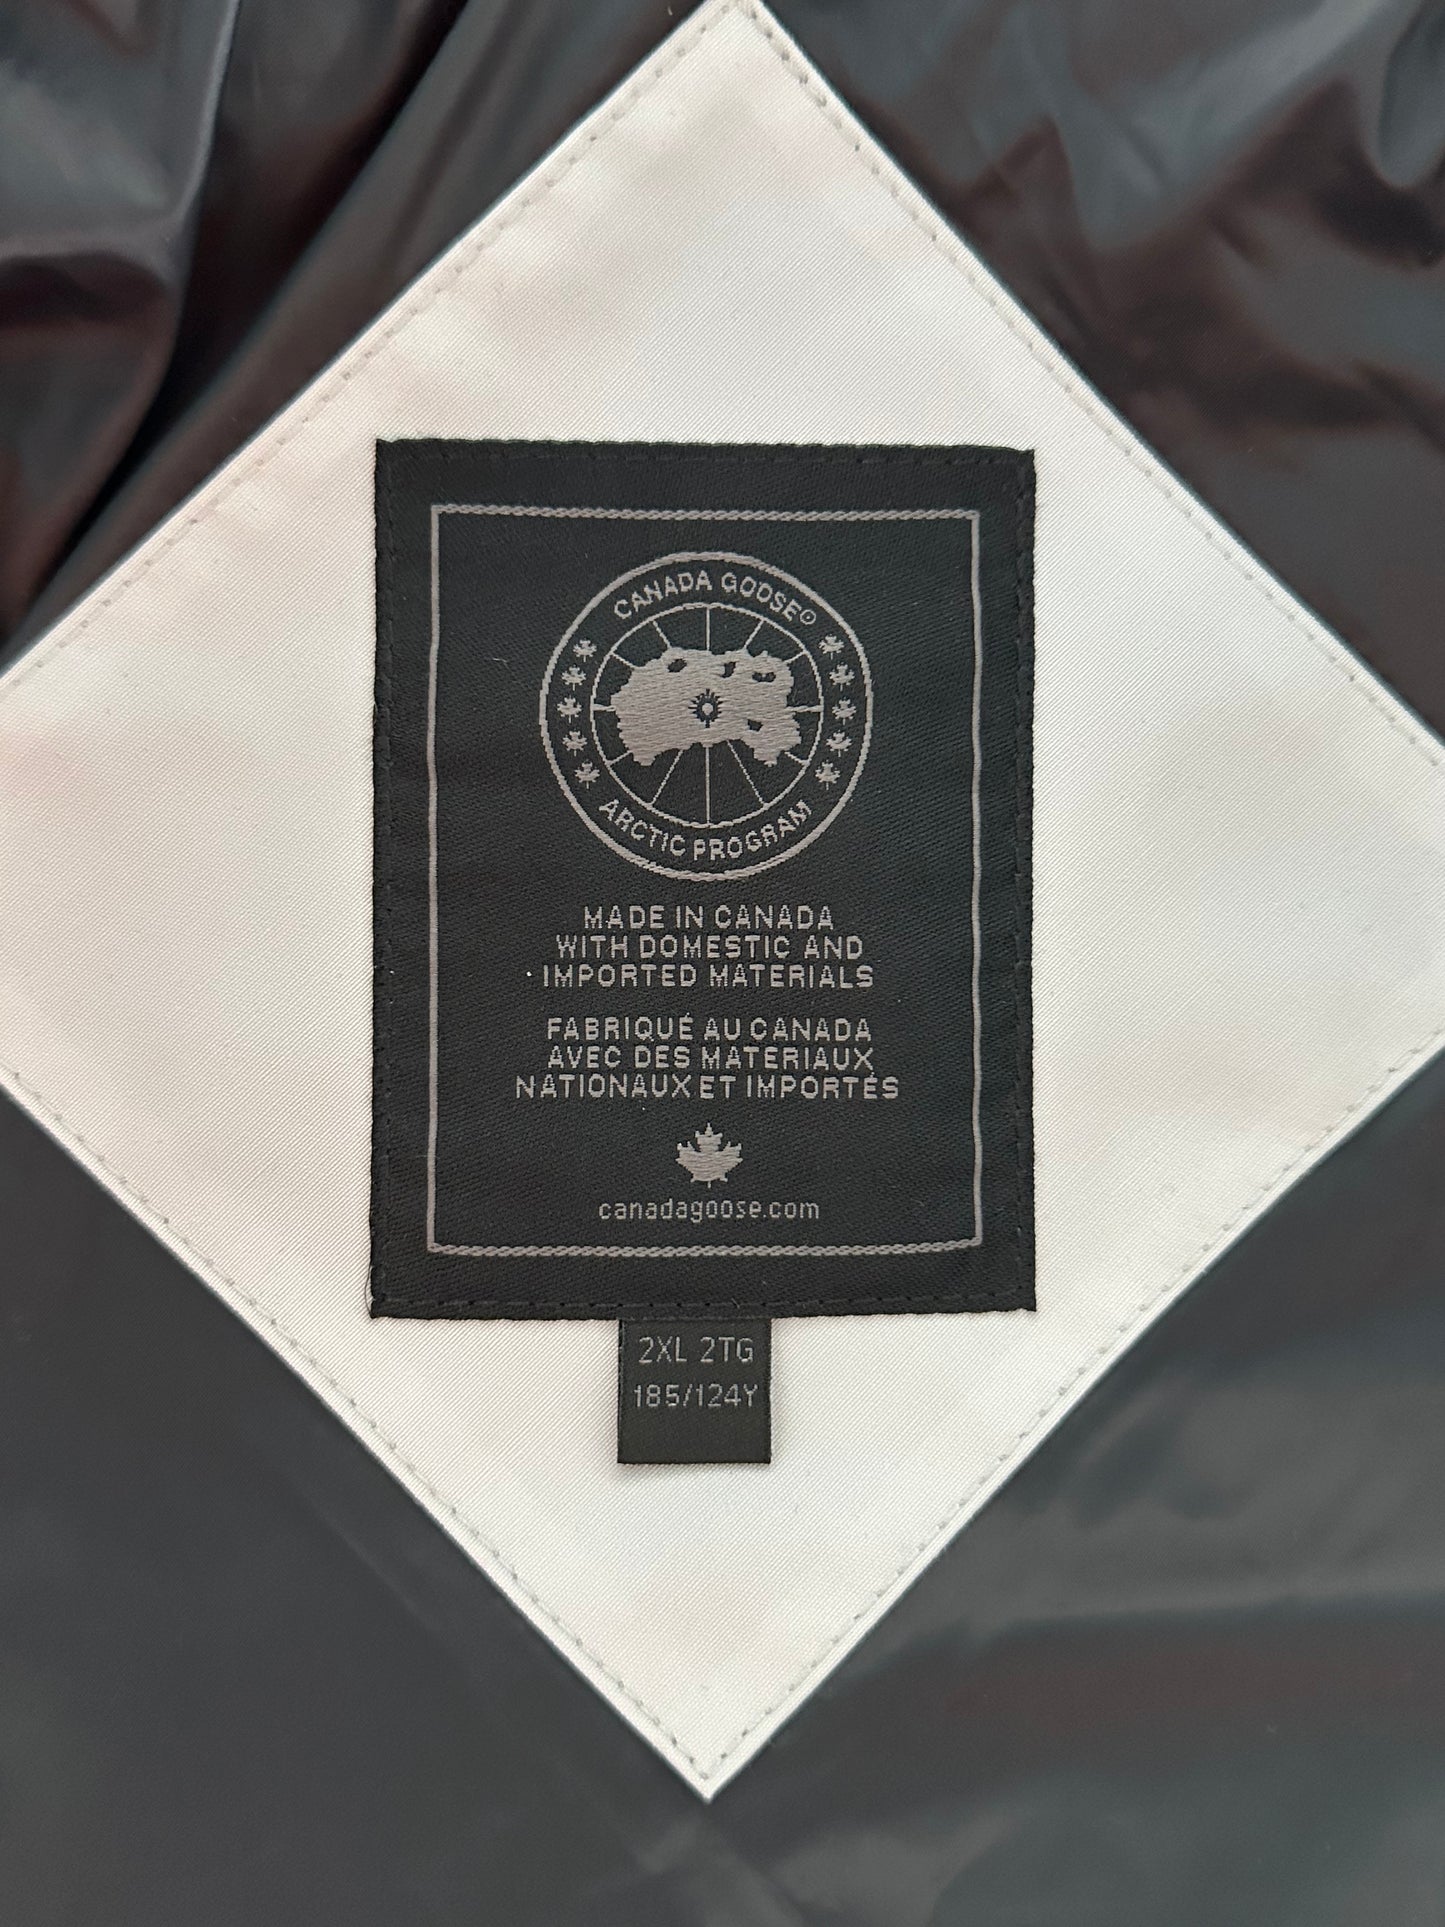 CANADA GOOSE®
ARCTIC PROGRAM
MADE IN CANADA
WITH DOMESTIC AND
IMPORTED MATERIALS
FABRIQUÉ AU CANADA
AVEC DES MATERIAUX
NATIONAUX ET IMPORTÉS
canadagoose.com
2XL 2TG
185/124Y